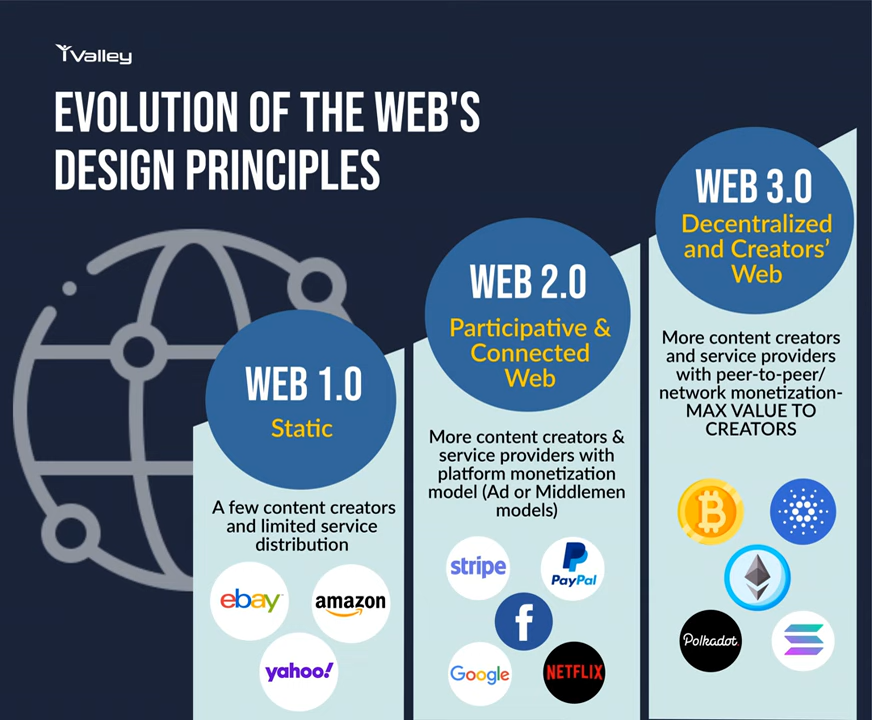 Valley
EVOLUTION OF THE WEB'S
DESIGN PRINCIPLES
WEB 1.0
Static
A few content creators
and limited service
distribution
ebay
amazon
yahoo!
WEB 2.0
Participative &
Connected
Web
More content creators &
service providers with
platform monetization
model (Ad or Middlemen
models)
stripe
PayPal
f
Google
NETFLIX
WEB 3.0
Decentralized
and Creators’
Web
More content creators
and service providers
with peer-to-peer/
network monetization-
MAX VALUE TO
CREATORS
₿
Polkadot.